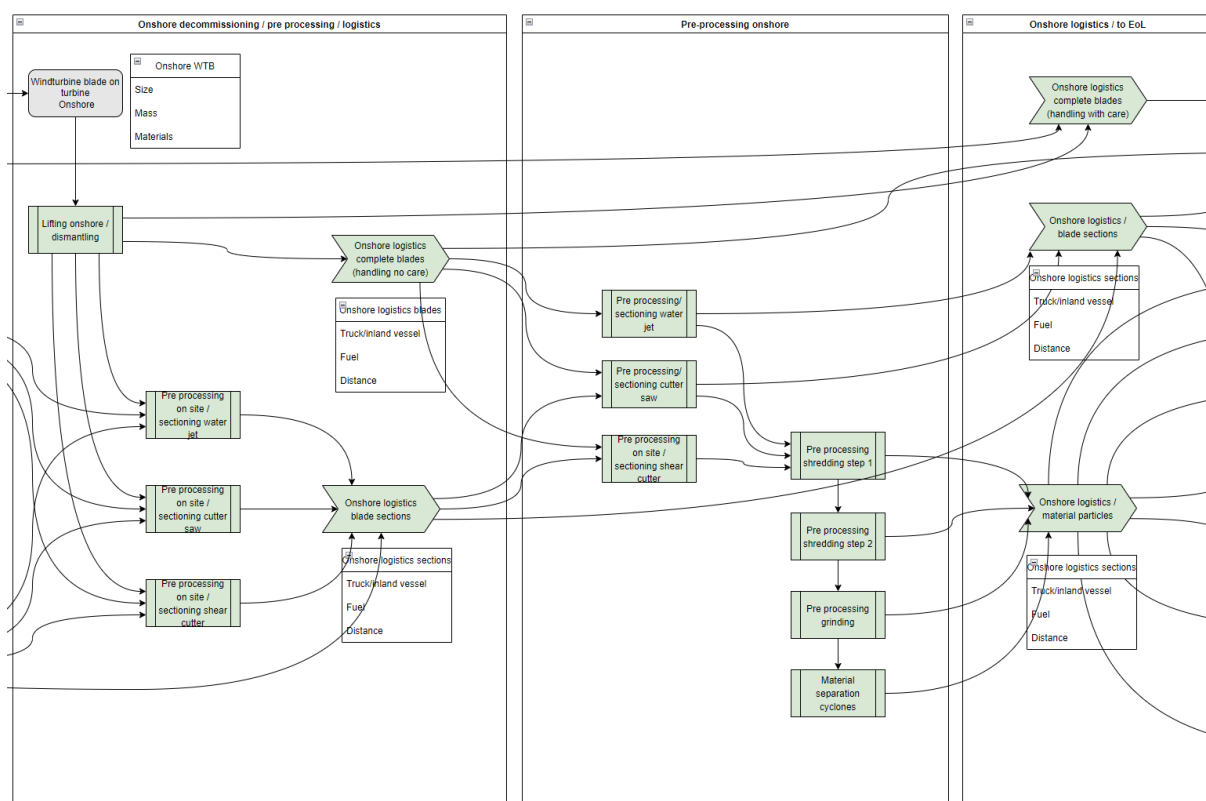 Onshore decommissioning / pre processing / logistics
Windturbine blade on
turbine
Onshore
Onshore WTB
Size
Mass
Materials
Lifting onshore /
dismantling
Onshore logistics
complete blades
(handling no care)
Onshore logistics blades
Truck/inland vessel
Fuel
Distance
Pre processing
on site /
sectioning water
jet
Pre processing
on site /
sectioning cutter
saw
Onshore logistics
blade sections
Onshore logistics sections
Truck/inland vessel
Fuel
Distance
Pre processing
on site /
sectioning shear
cutter
Pre-processing onshore
Pre processing/
sectioning water
jet
Pre processing/
sectioning cutter
saw
Pre processing
on site /
sectioning shear
cutter
Pre processing
shredding step 1
Pre processing
shredding step 2
Pre processing
grinding
Material
separation
cyclones
Onshore logistics / to EoL
Onshore logistics
complete blades
(handling with care)
Onshore logistics /
blade sections
Onshore logistics sections
Truck/inland vessel
Fuel
Distance
Onshore logistics /
material particles
Onshore logistics sections
Truck/inland vessel
Fuel
Distance